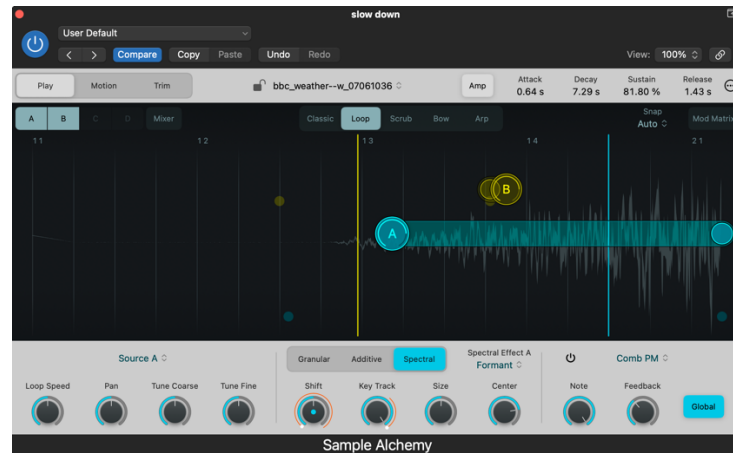 slow down
User Default
Compare Copy Paste Undo Redo View: 100%
Play Motion Trim bbc_weather--w_07061036 Amp Attack 0.64 s Decay 7.29 s Sustain 81.80 % Release 1.43 s
A B C D Mixer Classic Loop Scrub Bow Arp Snap Auto Mod Matrix
1 1 1 2 1 3 1 4 2 1
B
A
Source A Granular Additive Spectral Spectral Effect A Formant Comb PM
Loop Speed Pan Tune Coarse Tune Fine Shift Key Track Size Center Note Feedback
Global
Sample Alchemy